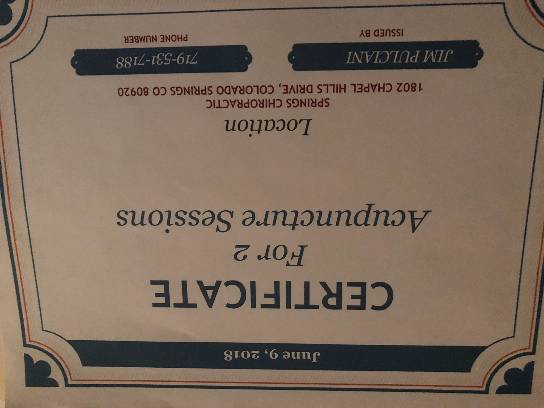 June 9, 2018
CERTIFICATE
For 2
Acupuncture Sessions
Location
SPRINGS CHIROPRACTIC
1802 CHAPEL HILLS DRIVE, COLORADO SPRINGS CO 80920
JIM PULCIANI
719-531-7188
ISSUED BY
PHONE NUMBER